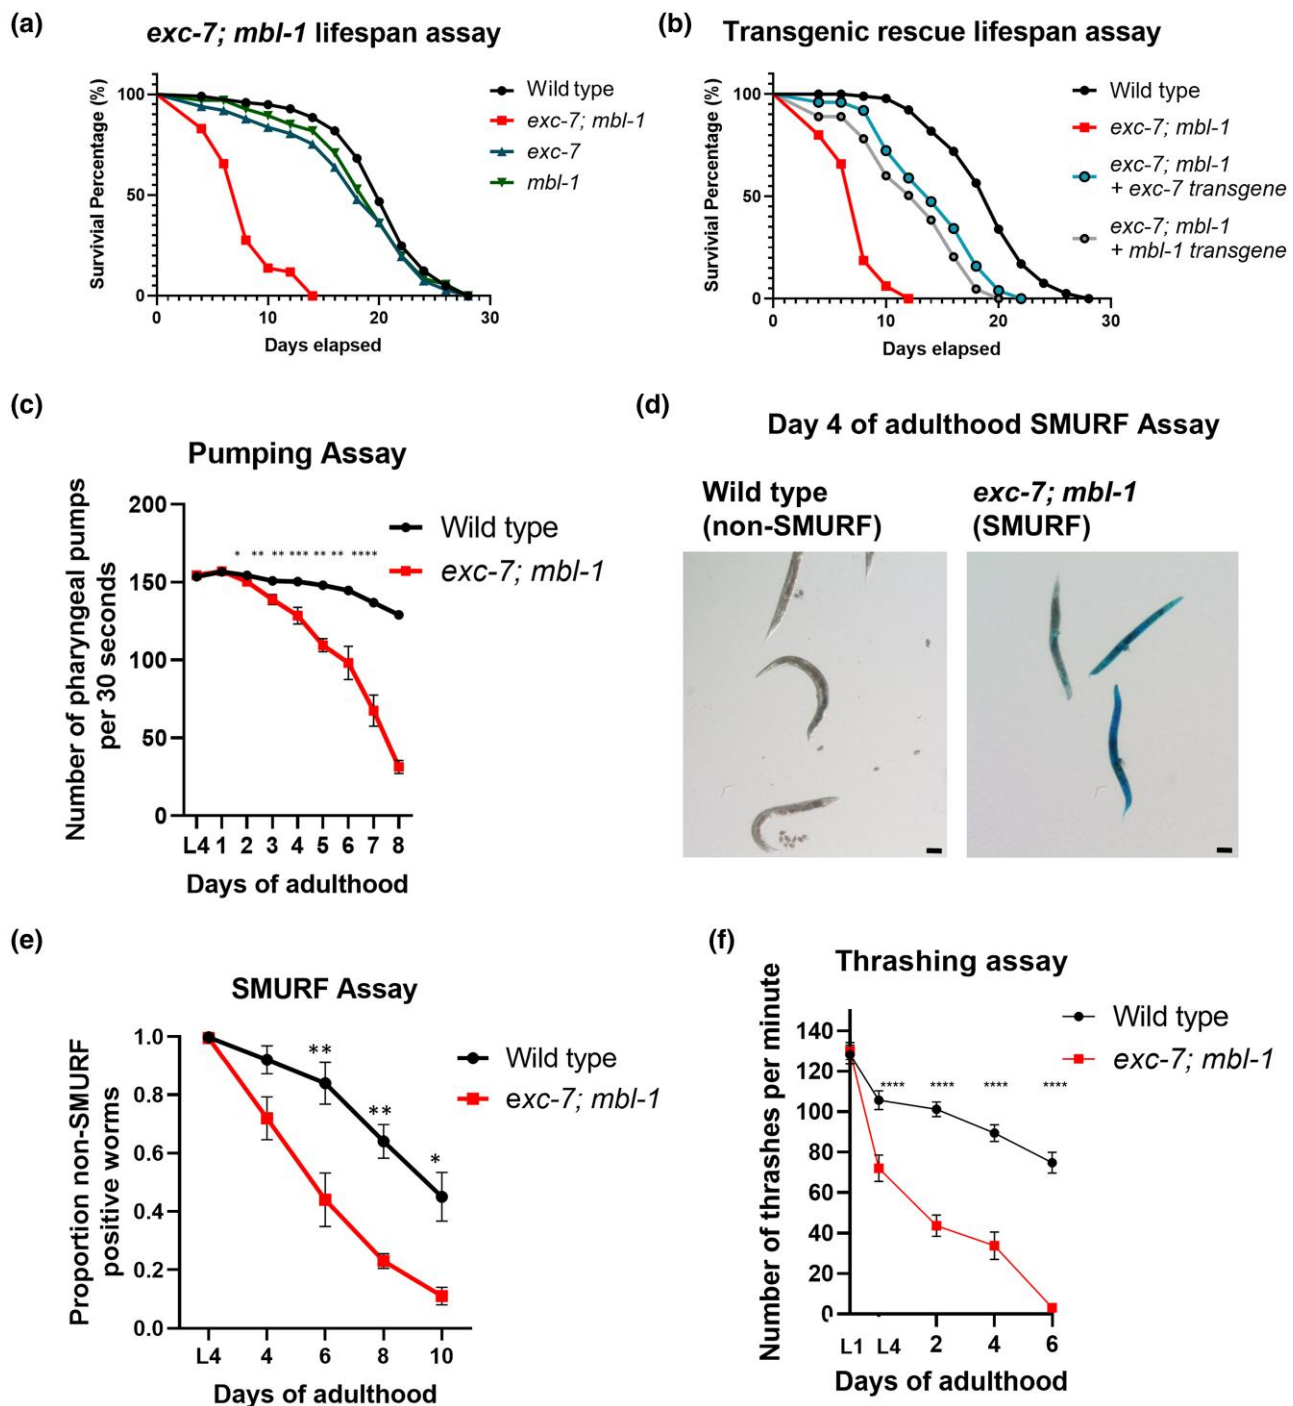 (a)
exc-7; mbl-1 lifespan assay
Survivial Percentage (%)
100
50
0
0 10 20 30
Days elapsed
Wild type
exc-7; mbl-1
exc-7
mbl-1
(b)
Transgenic rescue lifespan assay
Survivial Percentage (%)
100
50
0
0 10 20 30
Days elapsed
Wild type
exc-7; mbl-1
exc-7; mbl-1
+ exc-7 transgene
exc-7; mbl-1
+ mbl-1 transgene
(c)
Pumping Assay
Number of pharyngeal pumps
per 30 seconds
200
150
100
50
0
* ** ** *** ** ** ****
L4 1 2 3 4 5 6 7 8
Days of adulthood
Wild type
exc-7; mbl-1
(d)
Day 4 of adulthood SMURF Assay
Wild type
(non-SMURF)
exc-7; mbl-1
(SMURF)
(e)
SMURF Assay
Proportion non-SMURF
positive worms
1.0
0.8
0.6
0.4
0.2
0.0
**
**
*
L4 4 6 8 10
Days of adulthood
Wild type
exc-7; mbl-1
(f)
Thrashing assay
Number of thrashes per minute
140
120
100
80
60
40
20
0
**** **** **** ****
L1 L4 2 4 6
Days of adulthood
Wild type
exc-7; mbl-1